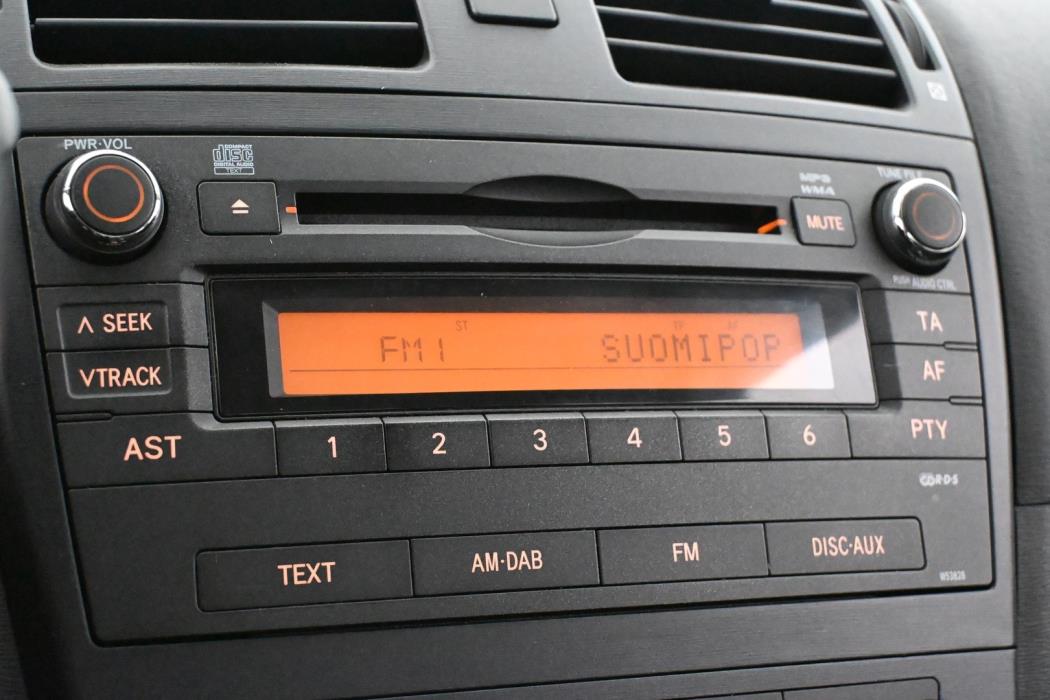 PWR·VOL
COMPACT
disc
DIGITAL AUDIO
TEXT
MP3
WMA
TUNE·FILE
MUTE
PUSH AUDIO CTRL
∧ SEEK
∨ TRACK
ST
TP
AF
FM1
SUOMIPOP
TA
AF
PTY
AST
1
2
3
4
5
6
R·D·S
TEXT
AM·DAB
FM
DISC·AUX
W53828